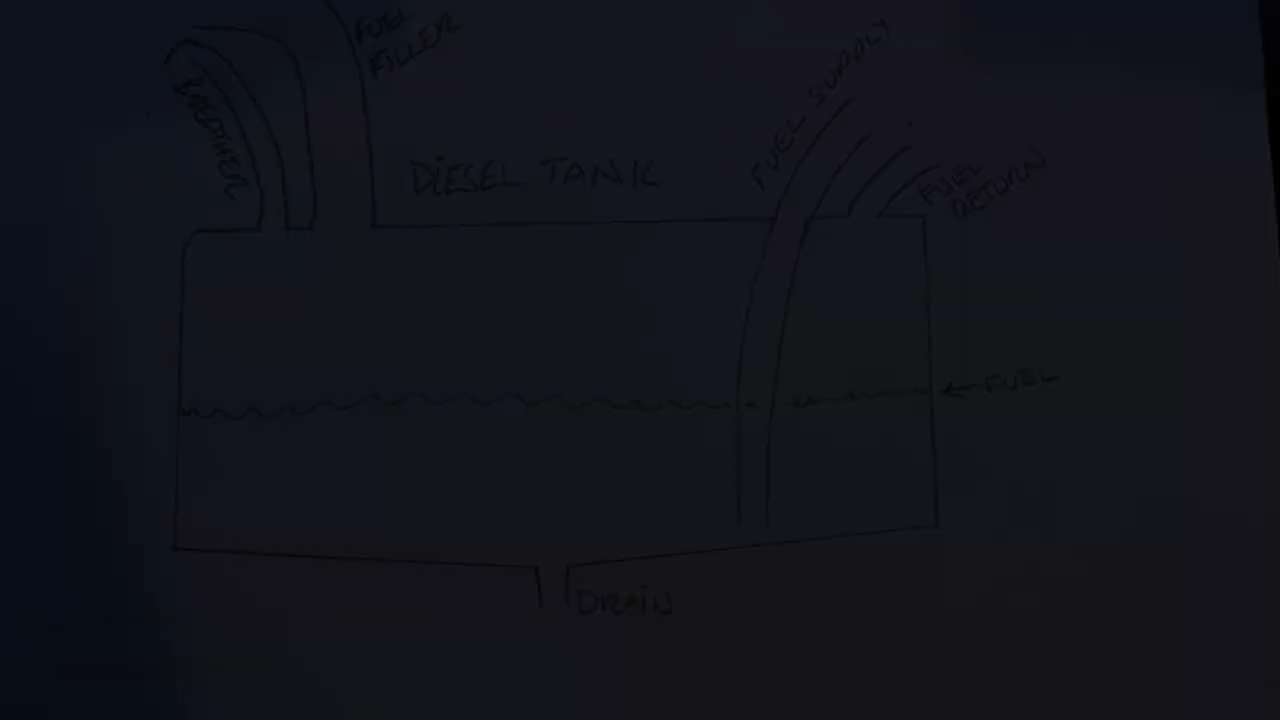 FUEL
FILLER
BREATHER
DIESEL TANK
FUEL SUPPLY
FUEL
RETURN
FUEL
DRAIN